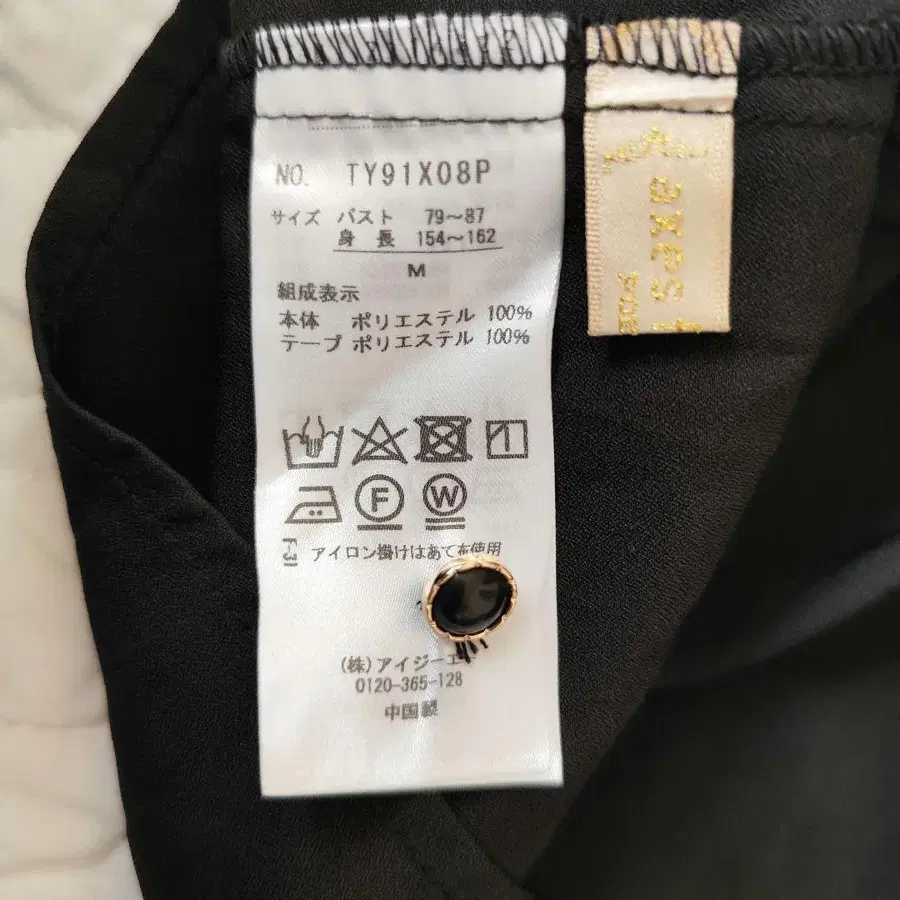 NO. TY91X08P
サイズ バスト 79～87
身 長 154～162
M
組成表示
本体 ポリエステル 100%
テープ ポリエステル 100%
F W
アイロン掛けはあて布使用
(株)アイジーエー
0120-365-128
中国製
axes